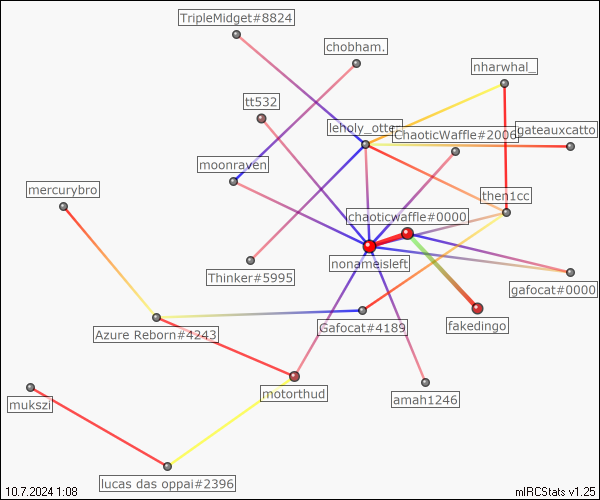 TripleMidget#8824
chobham.
nharwhal_
tt532
leholy_otte
ChaoticWaffle#2006
gateauxcatto
moonraven
mercurybro
then1cc
chaoticwaffle#0000
nonameisleft
Thinker#5995
gafocat#0000
Azure Reborn#4243
Gafocat#4189
fakedingo
motorthud
amah1246
mukszi
lucas das oppai#2396
10.7.2024 1:08
mIRCStats v1.25